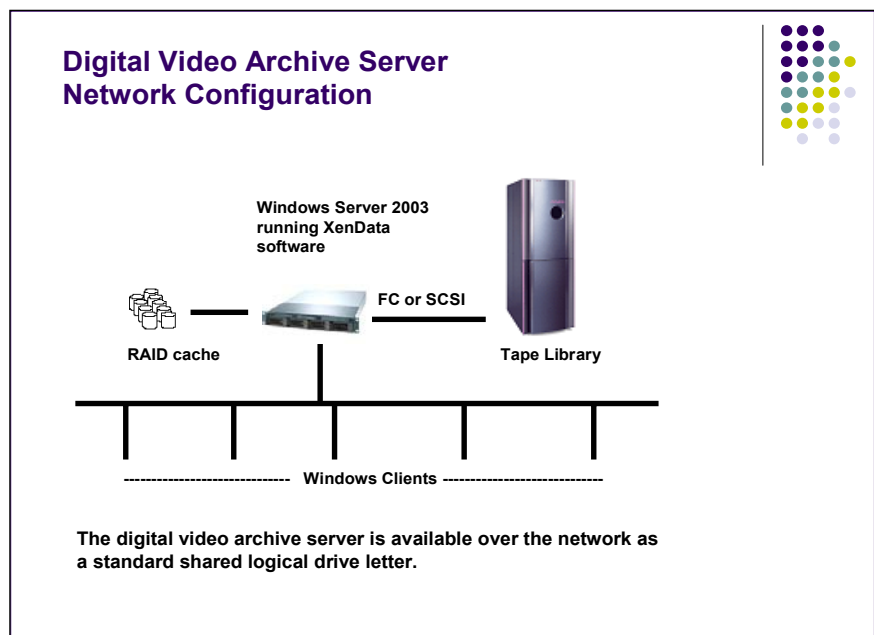 Digital Video Archive Server
Network Configuration
Windows Server 2003
running XenData
software
FC or SCSI
RAID cache
Tape Library
------------------------------- Windows Clients ------------------------------
The digital video archive server is available over the network as
a standard shared logical drive letter.